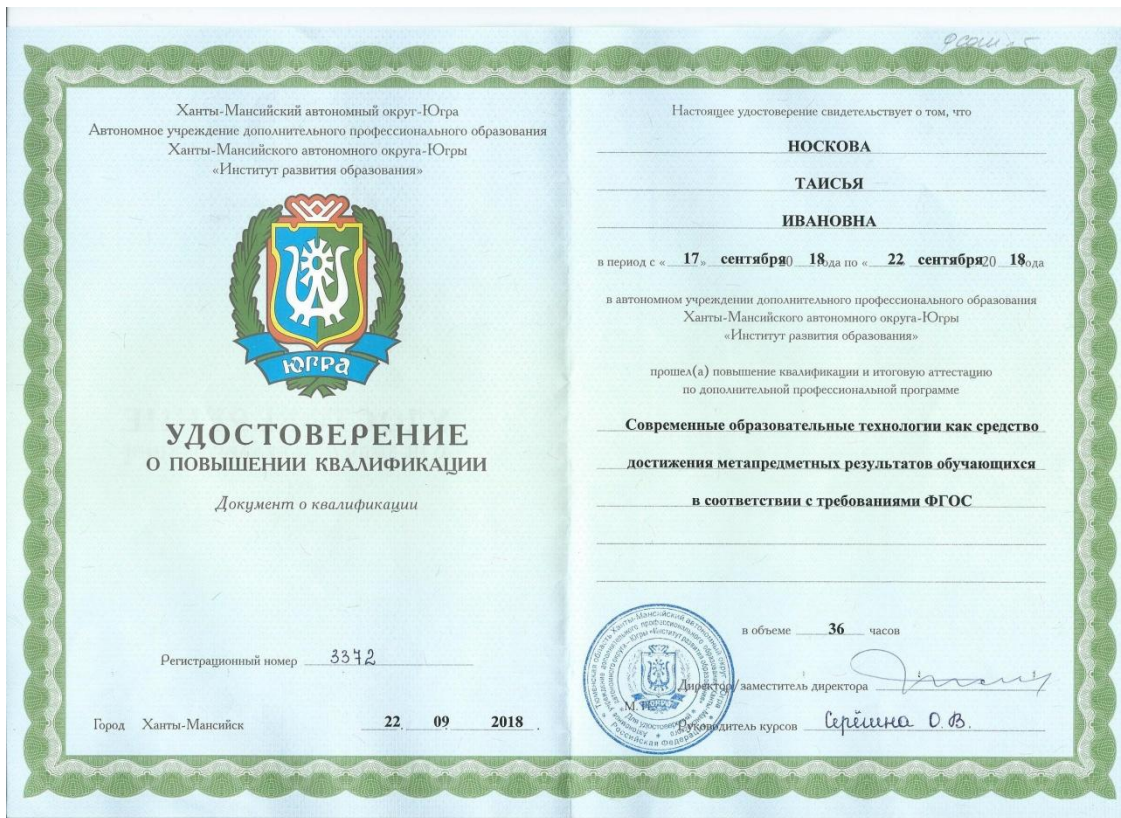 Ханты-Мансийский автономный округ-Югра
Автономное учреждение дополнительного профессионального образования
Ханты-Мансийского автономного округа-Югры
«Институт развития образования»
ЮГРА
УДОСТОВЕРЕНИЕ
О ПОВЫШЕНИИ КВАЛИФИКАЦИИ
Документ о квалификации
Регистрационный номер 3372
Город Ханты-Мансийск 22 09 2018 .
Настоящее удостоверение свидетельствует о том, что
НОСКОВА
ТАИСЬЯ
ИВАНОВНА
в период с « 17 » сентября 20 18 года по « 22 сентября 20 18 года
в автономном учреждении дополнительного профессионального образования
Ханты-Мансийского автономного округа-Югры
«Институт развития образования»
прошел(а) повышение квалификации и итоговую аттестацию
по дополнительной профессиональной программе
Современные образовательные технологии как средство
достижения метапредметных результатов обучающихся
в соответствии с требованиями ФГОС
в объеме 36 часов
Директор/заместитель директора
М.П.
Руководитель курсов Серёшна О.В.
Для удостоверений
Российская Федерация